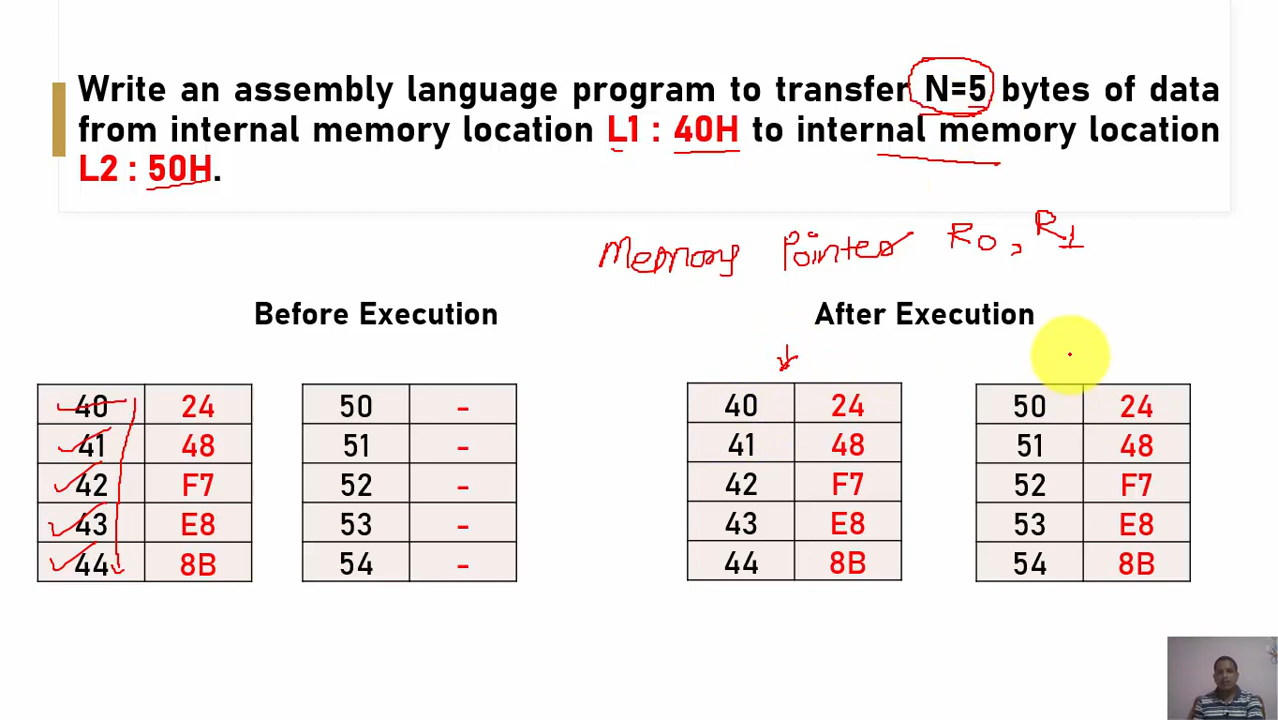 Write an assembly language program to transfer N=5 bytes of data
from internal memory location L1 : 40H to internal memory location
L2 : 50H.
Memory Pointer R0, R1
Before Execution
After Execution
40 24 50 - 40 24 50 24
41 48 51 - 41 48 51 48
42 F7 52 - 42 F7 52 F7
43 E8 53 - 43 E8 53 E8
44 8B 54 - 44 8B 54 8B